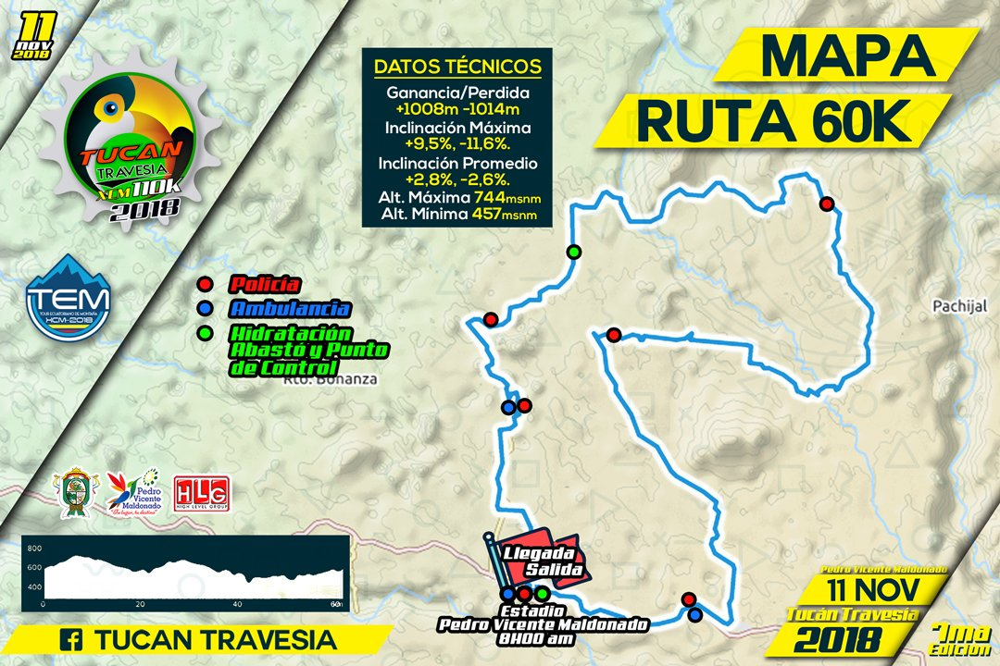 11
nov
2018
MAPA
RUTA 60K
DATOS TÉCNICOS
Ganancia/Perdida
+1008m -1014m
Inclinación Máxima
+9,5%, -11,6%.
Inclinación Promedio
+2,8%, -2,6%.
Alt. Máxima 744msnm
Alt. Mínima 457msnm
TUCAN
TRAVESIA
XCM 110K
2018
TEM
TOUR ECUATORIANO DE MONTAÑA
XCM-2018
Policía
Ambulancia
Hidratación
Abastó y Punto
de Control
Rto. Bonanza
Pachijal
Pedro
Vicente
Maldonado
HLG
HIGH LEVEL GROUP
800
600
400
0
20
40
60
Llegada
Salida
Estadio
Pedro Vicente Maldonado
8H00 am
TUCAN TRAVESIA
Pedro Vicente Maldonado
11 NOV
Tucán Travesia
2018
7ma
Edicion